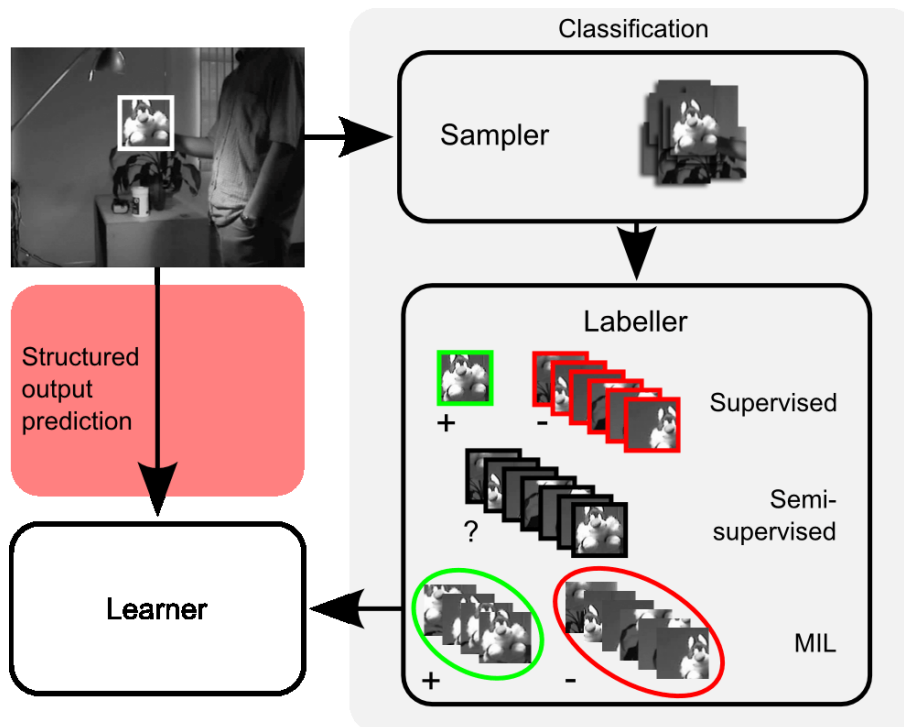 Classification
Sampler
Structured
output
prediction
Labeller
+
-
Supervised
?
Semi-
supervised
+
-
MIL
Learner